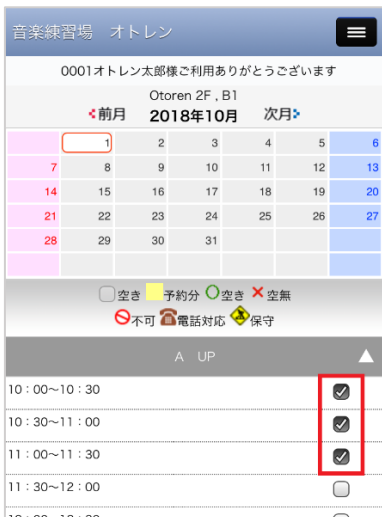 音楽練習場　オトレン
0001オトレン太郎様ご利用ありがとうございます
Otoren 2F , B1
前月 2018年10月 次月
1 2 3 4 5 6
7 8 9 10 11 12 13
14 15 16 17 18 19 20
21 22 23 24 25 26 27
28 29 30 31
空き 予約分 空き 空無
不可 電話対応 保守
A　UP
10：00～10：30
10：30～11：00
11：00～11：30
11：30～12：00